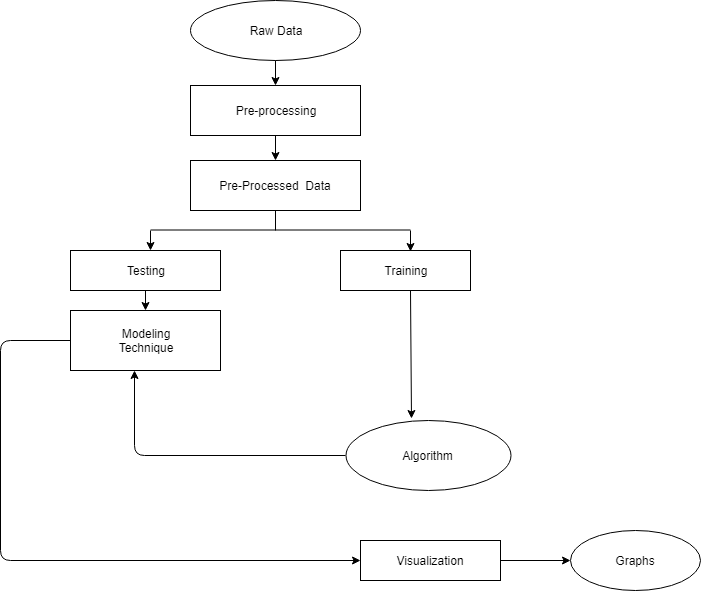 Raw Data
Pre-processing
Pre-Processed  Data
Testing
Training
Modeling
Technique
Algorithm
Visualization
Graphs